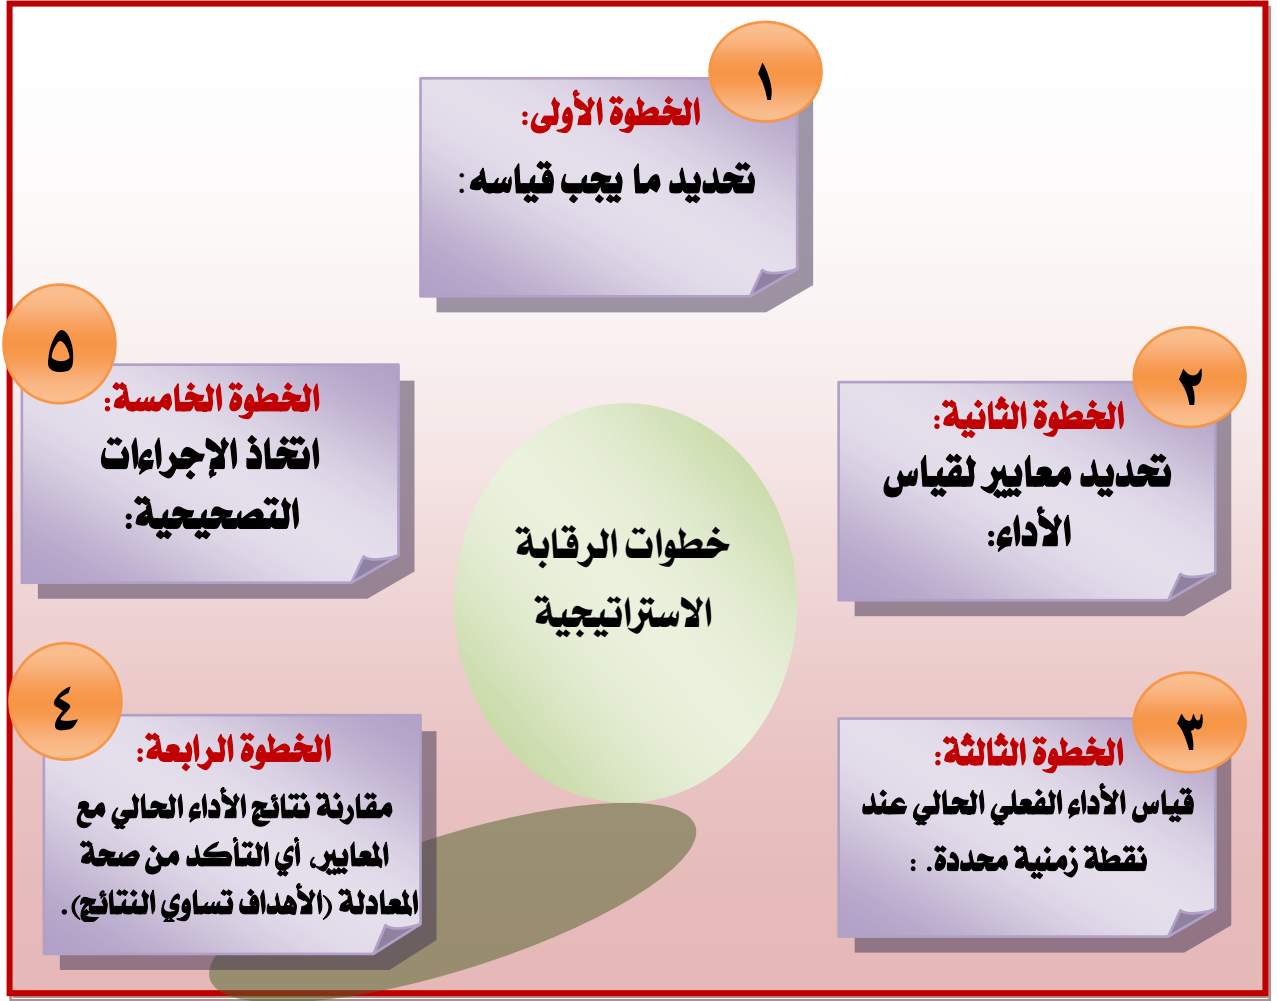 ١
الخطوة الأولى:
تحديد ما يجب قياسه:
٢
الخطوة الثانية:
تحديد معايير لقياس
الأداء:
٣
الخطوة الثالثة:
قياس الأداء الفعلي الحالي عند
نقطة زمنية محددة. :
٤
الخطوة الرابعة:
مقارنة نتائج الأداء الحالي مع
المعايير، أي التأكد من صحة
المعادلة (الأهداف تساوي النتائج).
٥
الخطوة الخامسة:
اتخاذ الإجراءات
التصحيحية:
خطوات الرقابة
الاستراتيجية